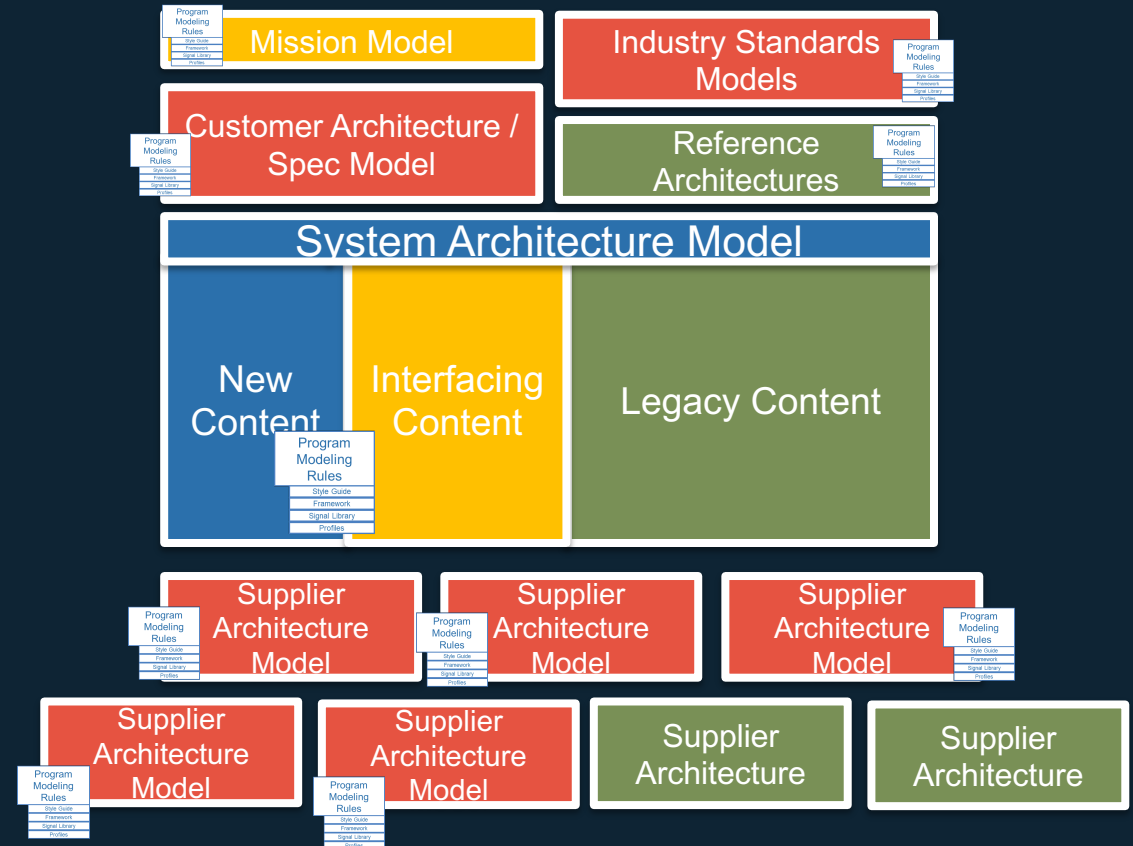 Program
Modeling
Rules
Style Guide
Framework
Signal Library
Profiles
Mission Model
Industry Standards
Models
Program
Modeling
Rules
Style Guide
Framework
Signal Library
Profiles
Customer Architecture /
Spec Model
Program
Modeling
Rules
Style Guide
Framework
Signal Library
Profiles
Reference
Architectures
Program
Modeling
Rules
Style Guide
Framework
Signal Library
Profiles
System Architecture Model
New
Content
Interfacing
Content
Legacy Content
Program
Modeling
Rules
Style Guide
Framework
Signal Library
Profiles
Supplier
Architecture
Model
Program
Modeling
Rules
Style Guide
Framework
Signal Library
Profiles
Supplier
Architecture
Model
Program
Modeling
Rules
Style Guide
Framework
Signal Library
Profiles
Supplier
Architecture
Model
Program
Modeling
Rules
Style Guide
Framework
Signal Library
Profiles
Supplier
Architecture
Model
Program
Modeling
Rules
Style Guide
Framework
Signal Library
Profiles
Supplier
Architecture
Model
Program
Modeling
Rules
Style Guide
Framework
Signal Library
Profiles
Supplier
Architecture
Supplier
Architecture